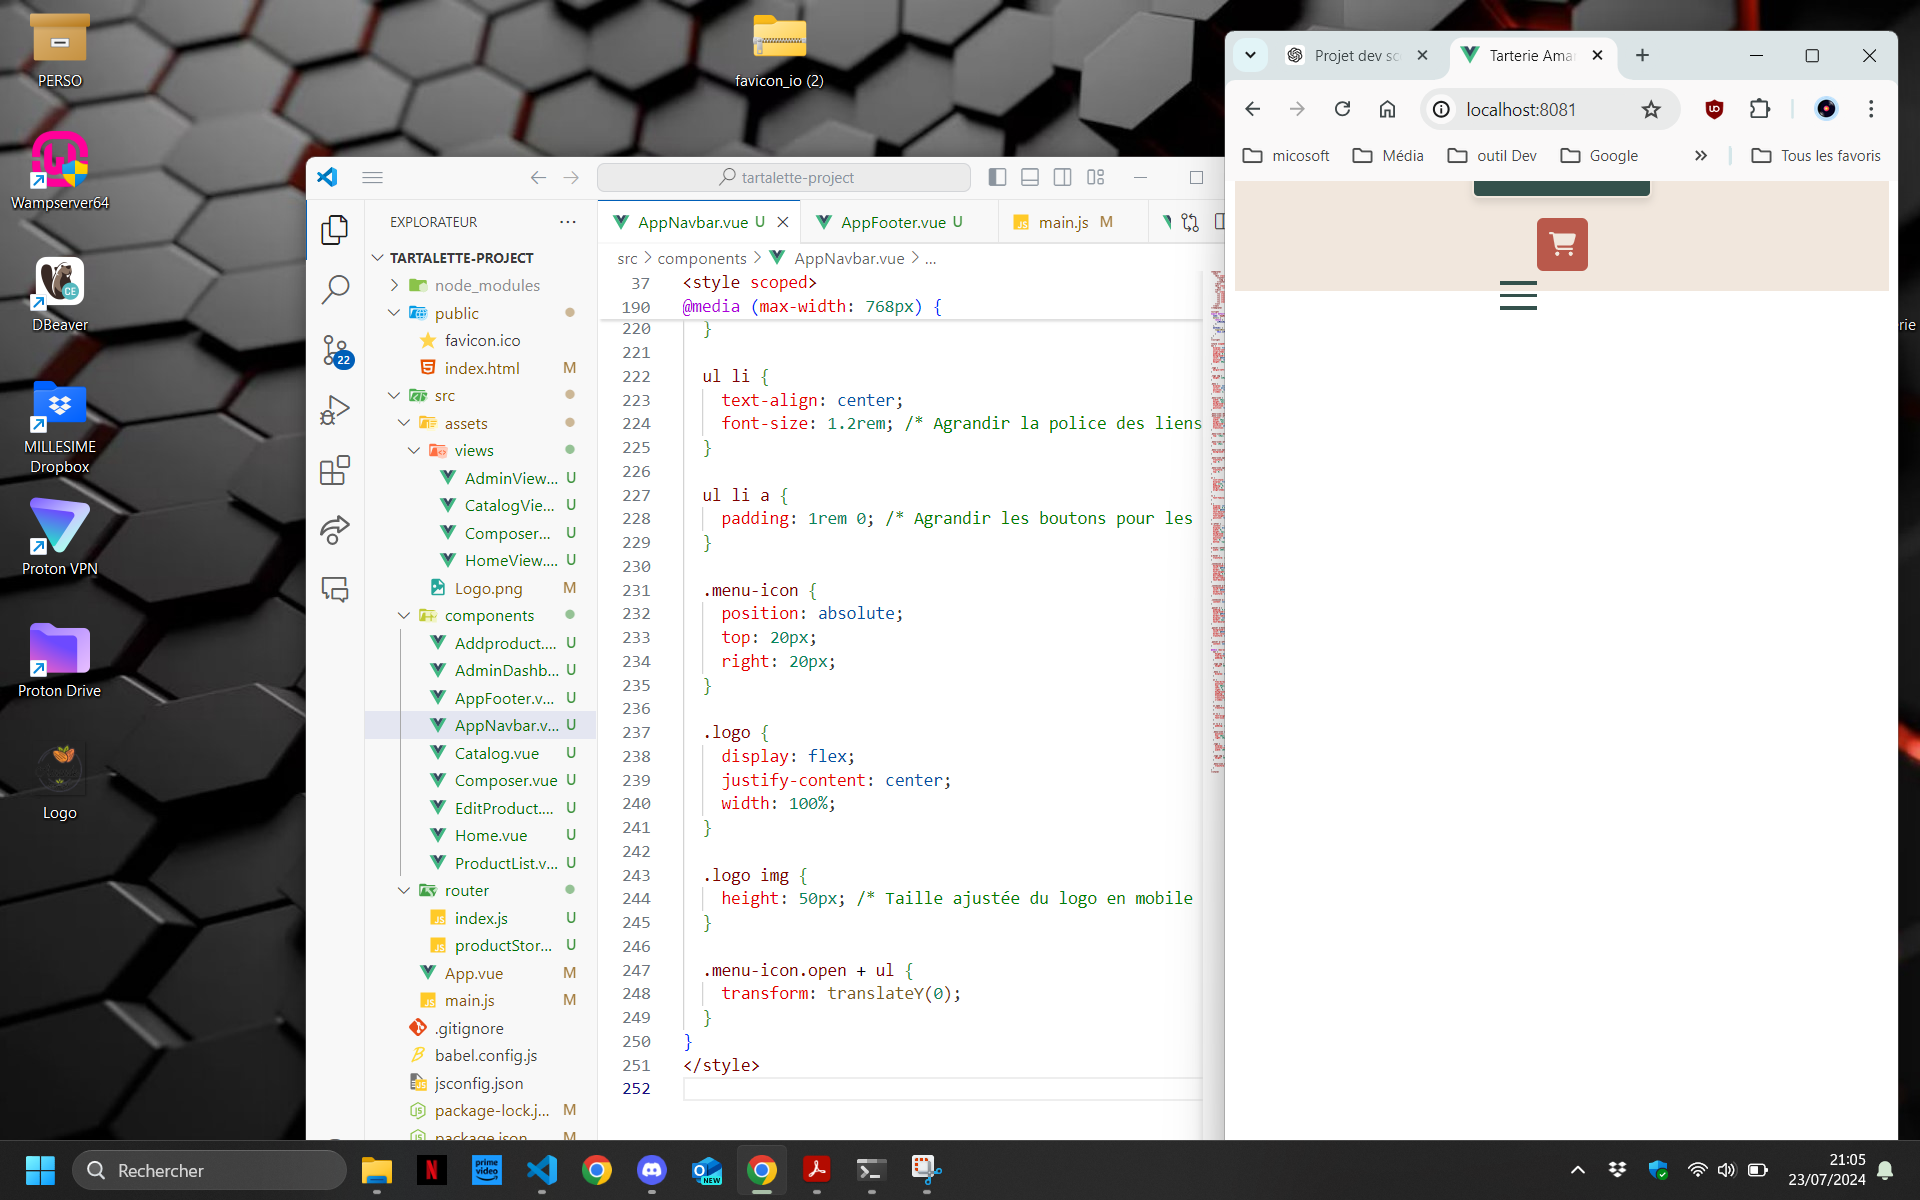 PERSO
Wampserver64
DBeaver
MILLESIME
Dropbox
Proton VPN
Proton Drive
Logo
favicon_io (2)
rie
tartalette-project
EXPLORATEUR
TARTALETTE-PROJECT
node_modules
public
favicon.ico
index.html M
src
assets
views
AdminView... U
CatalogVie... U
Composer... U
HomeView.... U
Logo.png M
components
Addproduct.... U
AdminDashb... U
AppFooter.v... U
AppNavbar.v... U
Catalog.vue U
Composer.vue U
EditProduct.... U
Home.vue U
ProductList.v... U
router
index.js U
productStor... U
App.vue M
main.js M
.gitignore
babel.config.js
jsconfig.json
package-lock.j... M
package.json M
22
AppNavbar.vue U
AppFooter.vue U
main.js M
src > components > AppNavbar.vue > ...
37 <style scoped>
190 @media (max-width: 768px) {
220 }
221
222 ul li {
223 text-align: center;
224 font-size: 1.2rem; /* Agrandir la police des liens
225 }
226
227 ul li a {
228 padding: 1rem 0; /* Agrandir les boutons pour les
229 }
230
231 .menu-icon {
232 position: absolute;
233 top: 20px;
234 right: 20px;
235 }
236
237 .logo {
238 display: flex;
239 justify-content: center;
240 width: 100%;
241 }
242
243 .logo img {
244 height: 50px; /* Taille ajustée du logo en mobile
245 }
246
247 .menu-icon.open + ul {
248 transform: translateY(0);
249 }
250 }
251 </style>
252
Projet dev sc
Tarterie Ama
localhost:8081
micosoft
Média
outil Dev
Google
Tous les favoris
Rechercher
21:05
23/07/2024